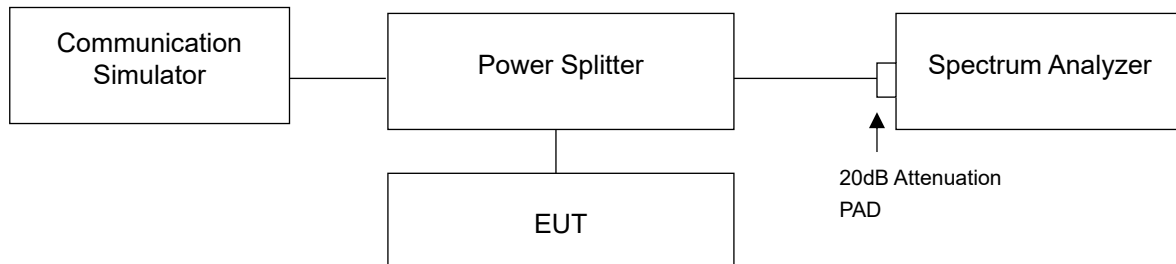 Communication
Simulator
Power Splitter
Spectrum Analyzer
20dB Attenuation
PAD
EUT